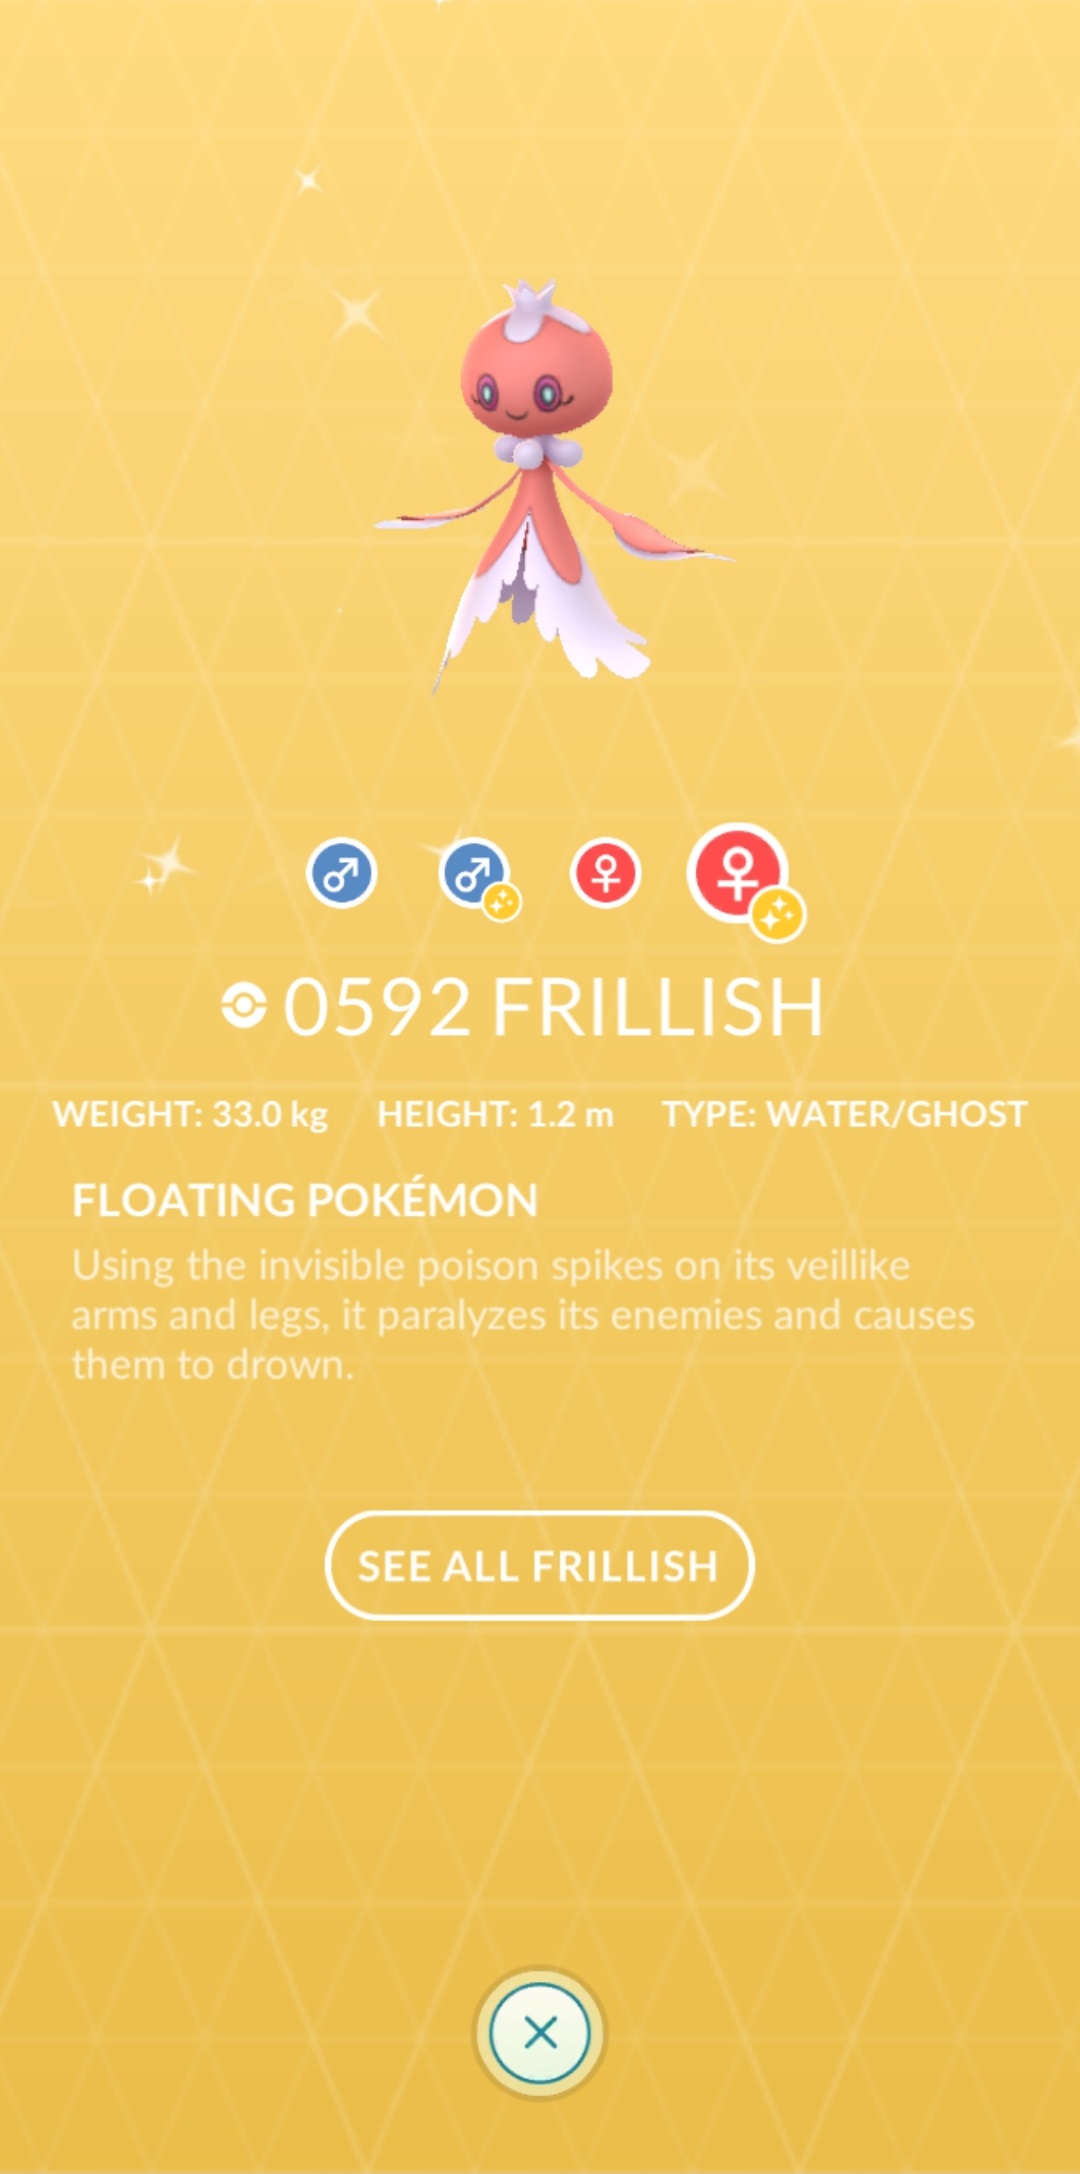 0592 FRILLISH
WEIGHT: 33.0 kg HEIGHT: 1.2 m TYPE: WATER/GHOST
FLOATING POKÉMON
Using the invisible poison spikes on its veillike
arms and legs, it paralyzes its enemies and causes
them to drown.
SEE ALL FRILLISH